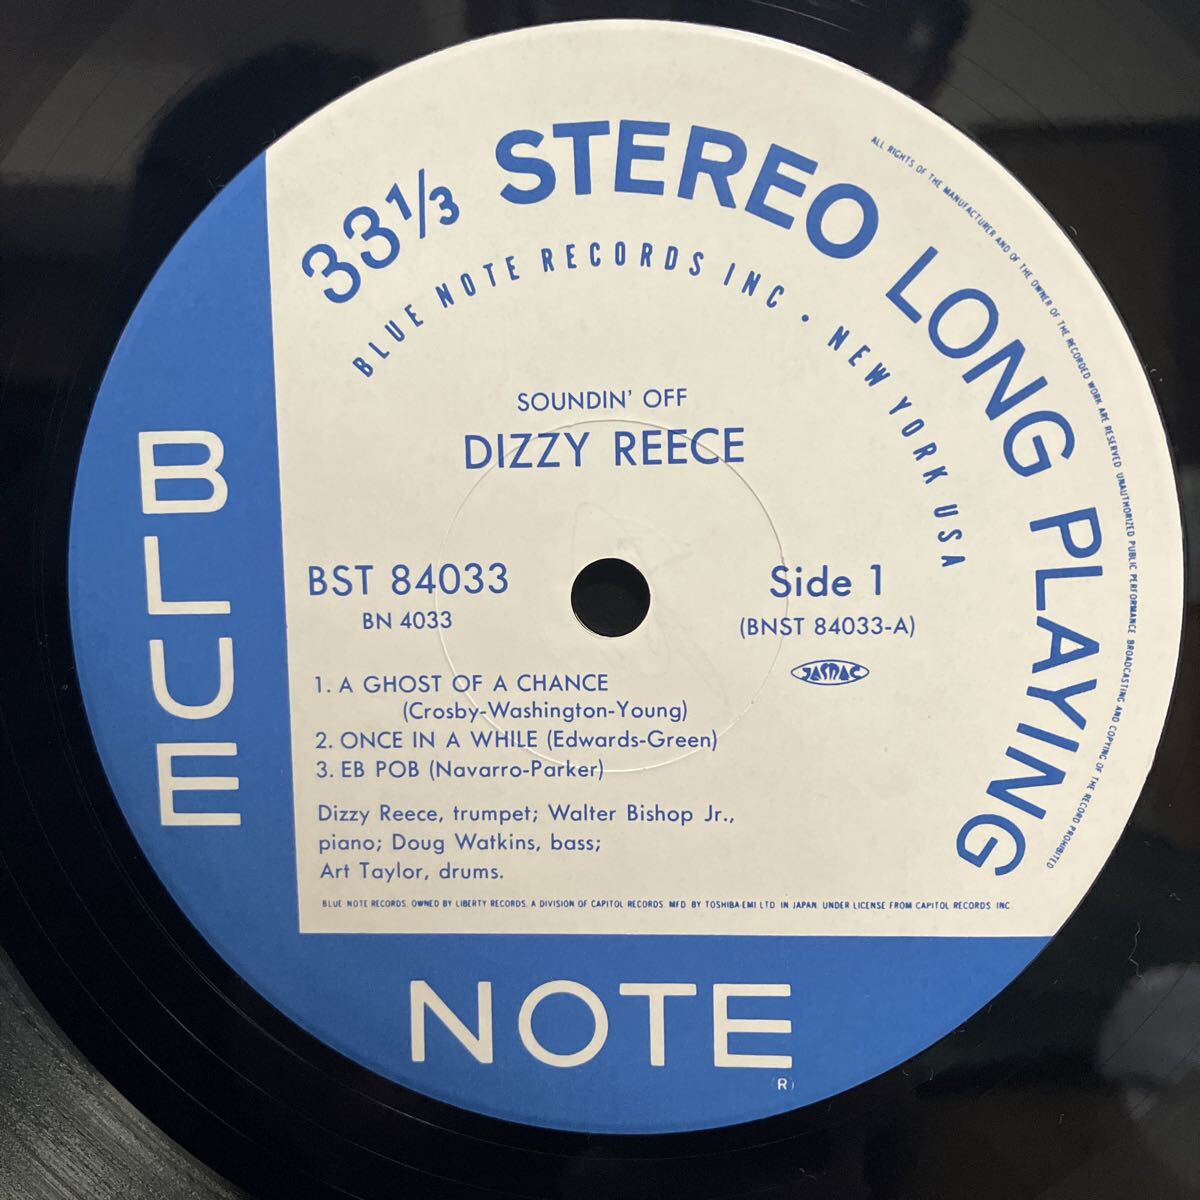 33⅓ STEREO LONG PLAYING
BLUE NOTE RECORDS INC · NEW YORK USA
ALL RIGHTS OF THE MANUFACTURER AND OF THE OWNER OF THE RECORDED WORK ARE RESERVED UNAUTHORIZED PUBLIC PERFORMANCE BROADCASTING AND COPYING OF THE RECORD PROHIBITED
SOUNDIN' OFF
DIZZY REECE
BLUE
BST 84033
BN 4033
Side 1
(BNST 84033-A)
JASRAC
1. A GHOST OF A CHANCE
(Crosby-Washington-Young)
2. ONCE IN A WHILE (Edwards-Green)
3. EB POB (Navarro-Parker)
Dizzy Reece, trumpet; Walter Bishop Jr.,
piano; Doug Watkins, bass;
Art Taylor, drums.
BLUE NOTE RECORDS. OWNED BY LIBERTY RECORDS. A DIVISION OF CAPITOL RECORDS. MFD BY TOSHIBA-EMI LTD. IN JAPAN. UNDER LICENSE FROM CAPITOL RECORDS. INC
NOTE
(R)